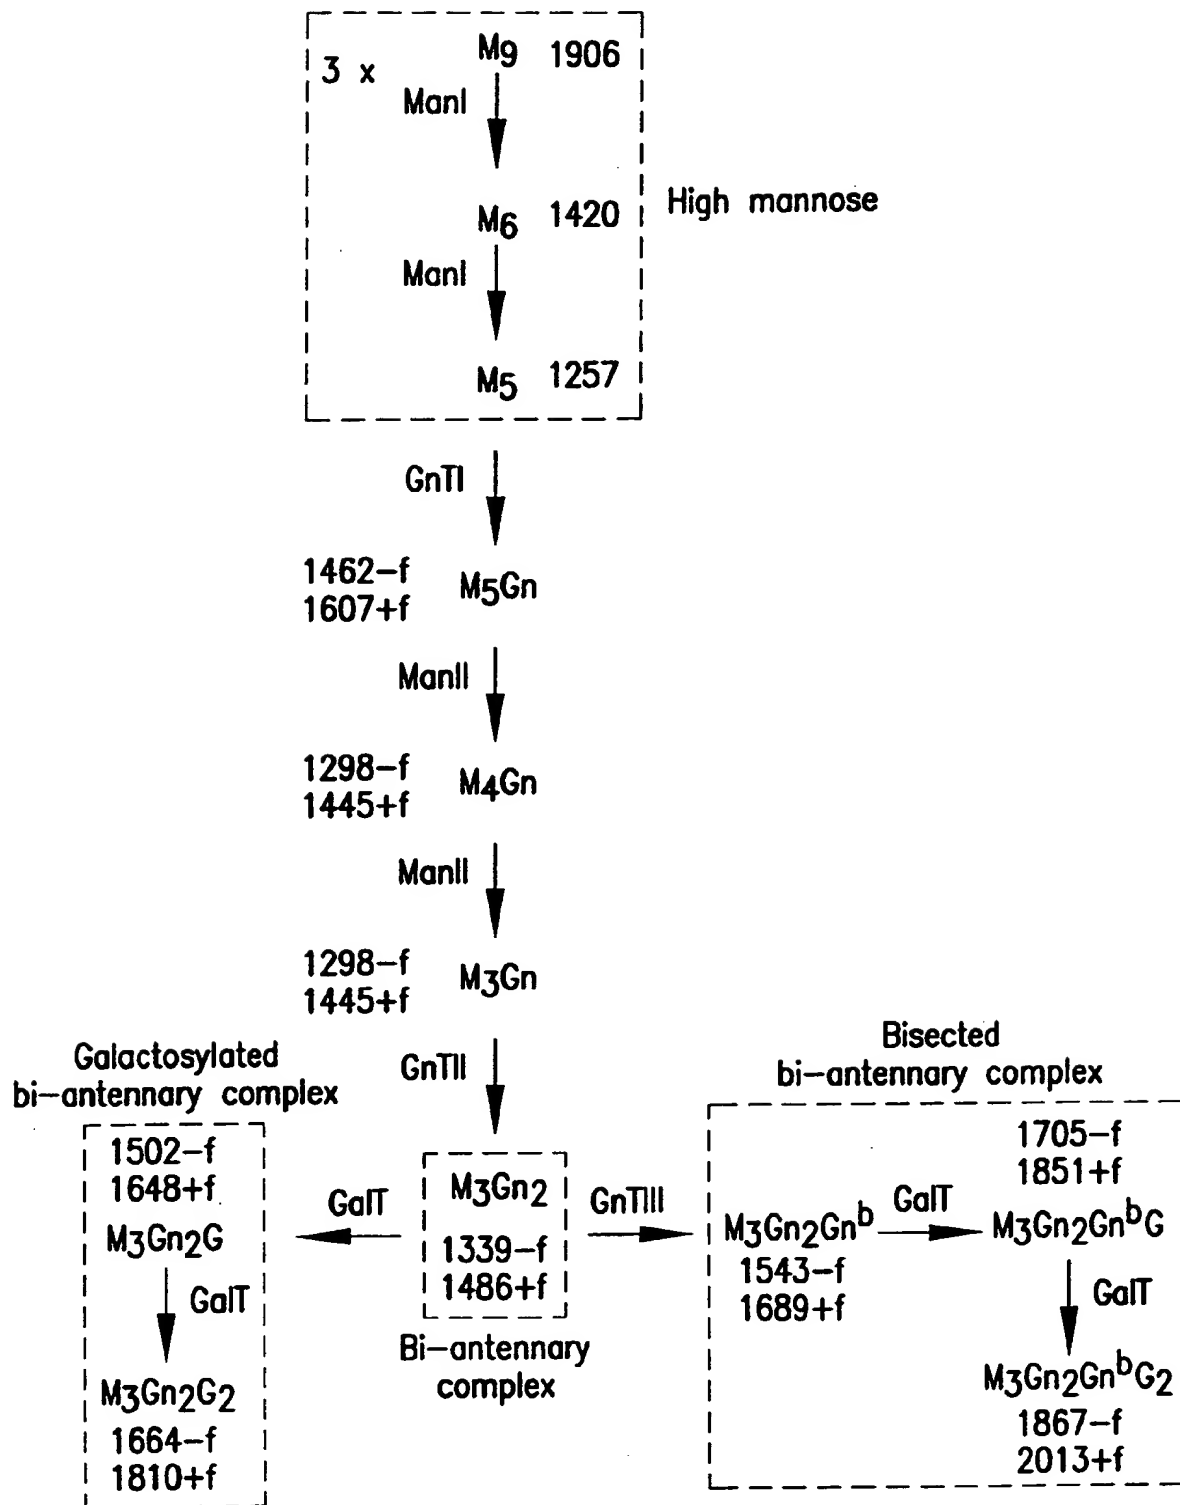 3 x
M9 1906
ManI
M6 1420
ManI
M5 1257
High mannose
GnTI
1462-f
1607+f
M5Gn
ManII
1298-f
1445+f
M4Gn
ManII
1298-f
1445+f
M3Gn
GnTII
Galactosylated
bi-antennary complex
1502-f
1648+f
M3Gn2G
GalT
M3Gn2G2
1664-f
1810+f
GalT
M3Gn2
1339-f
1486+f
Bi-antennary
complex
GnTIII
Bisected
bi-antennary complex
M3Gn2Gnb
1543-f
1689+f
GalT
1705-f
1851+f
M3Gn2GnbG
GalT
M3Gn2GnbG2
1867-f
2013+f